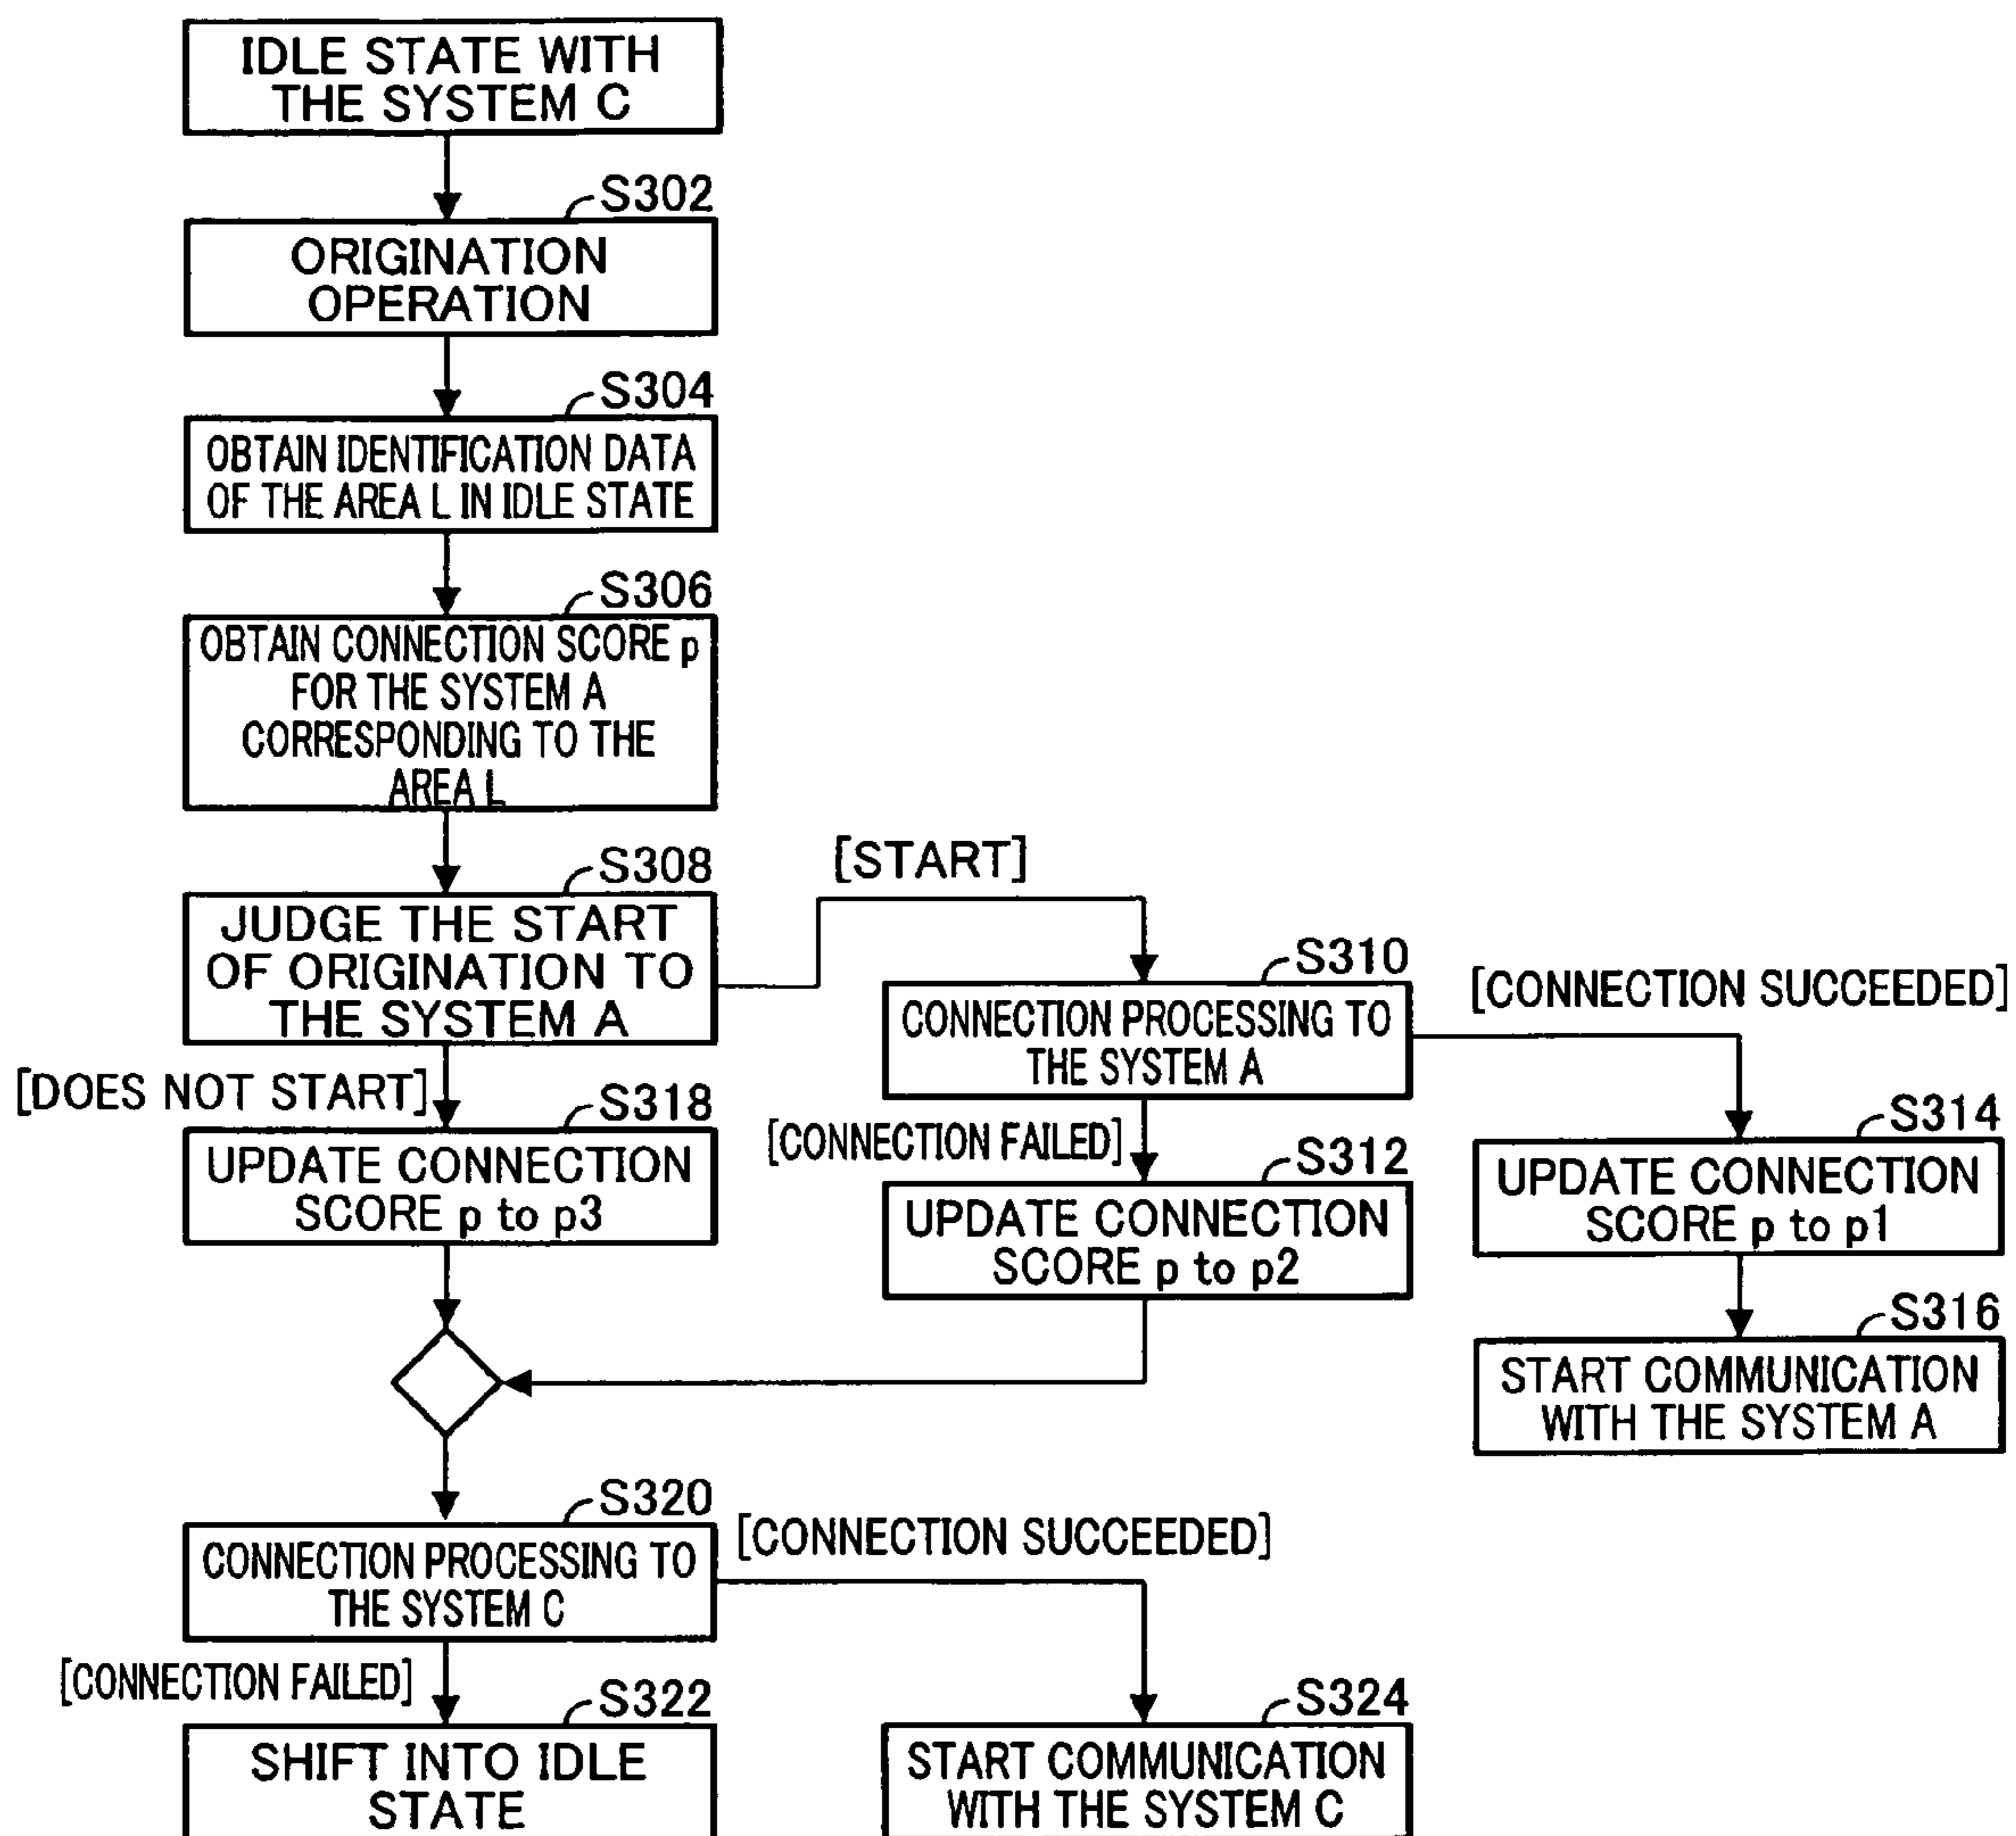 IDLE STATE WITH
THE SYSTEM C
S302
ORIGINATION
OPERATION
S304
OBTAIN IDENTIFICATION DATA
OF THE AREA L IN IDLE STATE
S306
OBTAIN CONNECTION SCORE p
FOR THE SYSTEM A
CORRESPONDING TO THE
AREA L
S308
[START]
JUDGE THE START
OF ORIGINATION TO
THE SYSTEM A
S310
[CONNECTION SUCCEEDED]
CONNECTION PROCESSING TO
THE SYSTEM A
[DOES NOT START]
S318
UPDATE CONNECTION
SCORE p to p3
[CONNECTION FAILED]
S312
UPDATE CONNECTION
SCORE p to p2
S314
UPDATE CONNECTION
SCORE p to p1
S316
START COMMUNICATION
WITH THE SYSTEM A
S320
[CONNECTION SUCCEEDED]
CONNECTION PROCESSING TO
THE SYSTEM C
[CONNECTION FAILED]
S322
SHIFT INTO IDLE
STATE
S324
START COMMUNICATION
WITH THE SYSTEM C